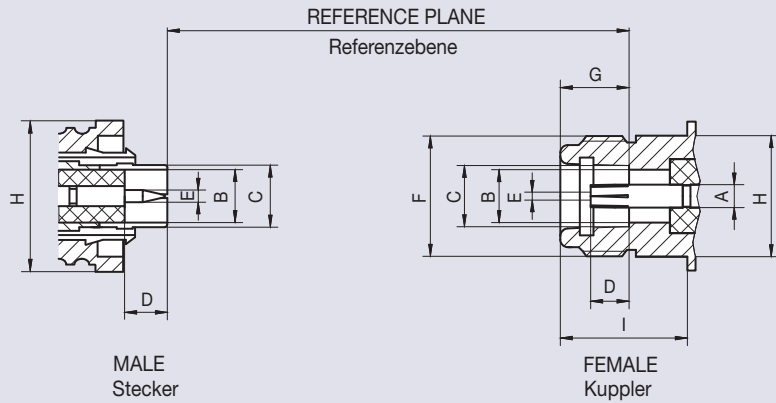 REFERENCE PLANE
Referenzebene
G
H
E
B
C
D
F
C
B
E
A
H
D
I
MALE
Stecker
FEMALE
Kuppler